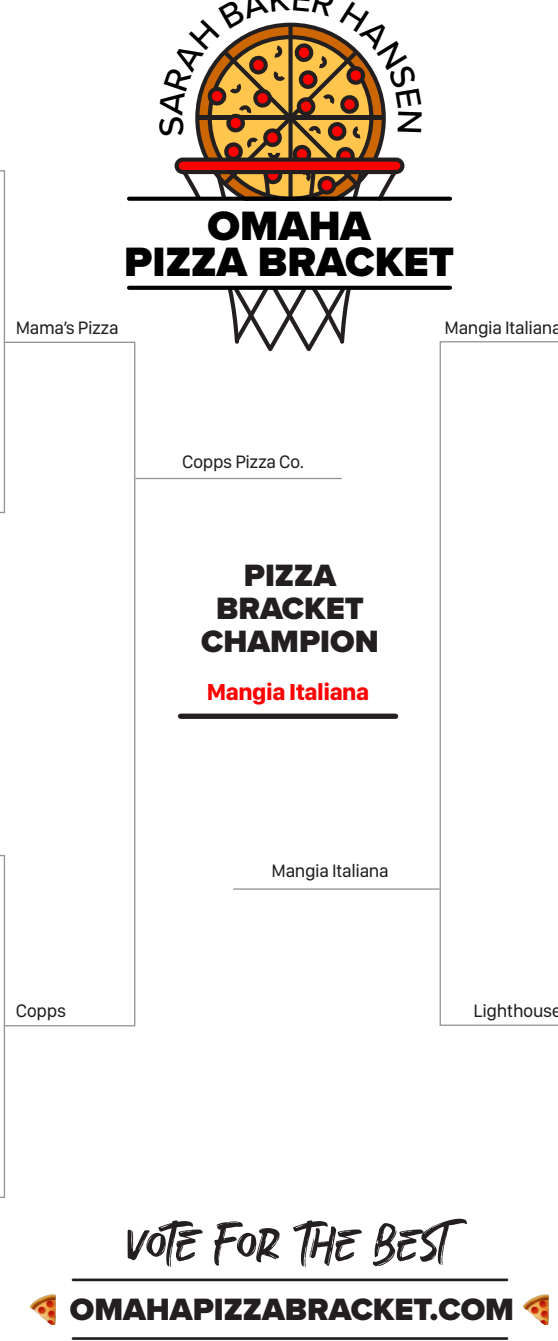 SARAH BAKER HANSEN
OMAHA
PIZZA BRACKET
Mama's Pizza
Mangia Italiana
Copps Pizza Co.
PIZZA
BRACKET
CHAMPION
Mangia Italiana
Mangia Italiana
Copps
Lighthouse
VOTE FOR THE BEST
OMAHAPIZZABRACKET.COM